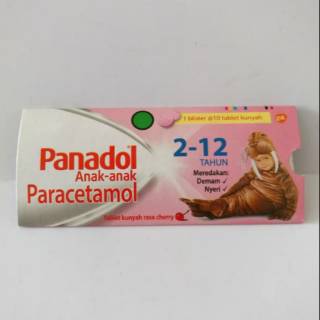 1 blister @10 tablet kunyah
gsk
Panadol
Anak-anak
Paracetamol
2-12
TAHUN
Meredakan:
Demam ✓
Nyeri ✓
Tablet kunyah rasa cherry